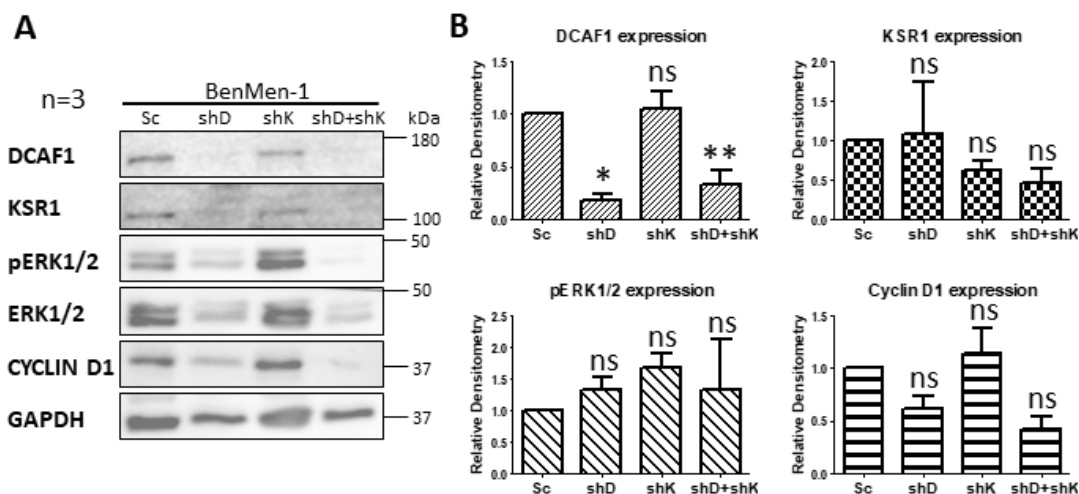 A
n=3
BenMen-1
Sc shD shK shD+shK kDa
DCAF1
180
KSR1
100
pERK1/2
50
ERK1/2
50
CYCLIN D1
37
GAPDH
37
B
DCAF1 expression
Relative Densitometry
1.5
1.0
0.5
0.0
* ns **
Sc shD shK shD+shK
KSR1 expression
Relative Densitometry
2.0
1.5
1.0
0.5
0.0
ns ns ns
Sc shD shK shD+shK
pERK1/2 expression
Relative Densitometry
2.5
2.0
1.5
1.0
0.5
0.0
ns ns ns
Sc shD shK shD+shK
Cyclin D1 expression
Relative Densitometry
1.5
1.0
0.5
0.0
ns ns ns
Sc shD shK shD+shK